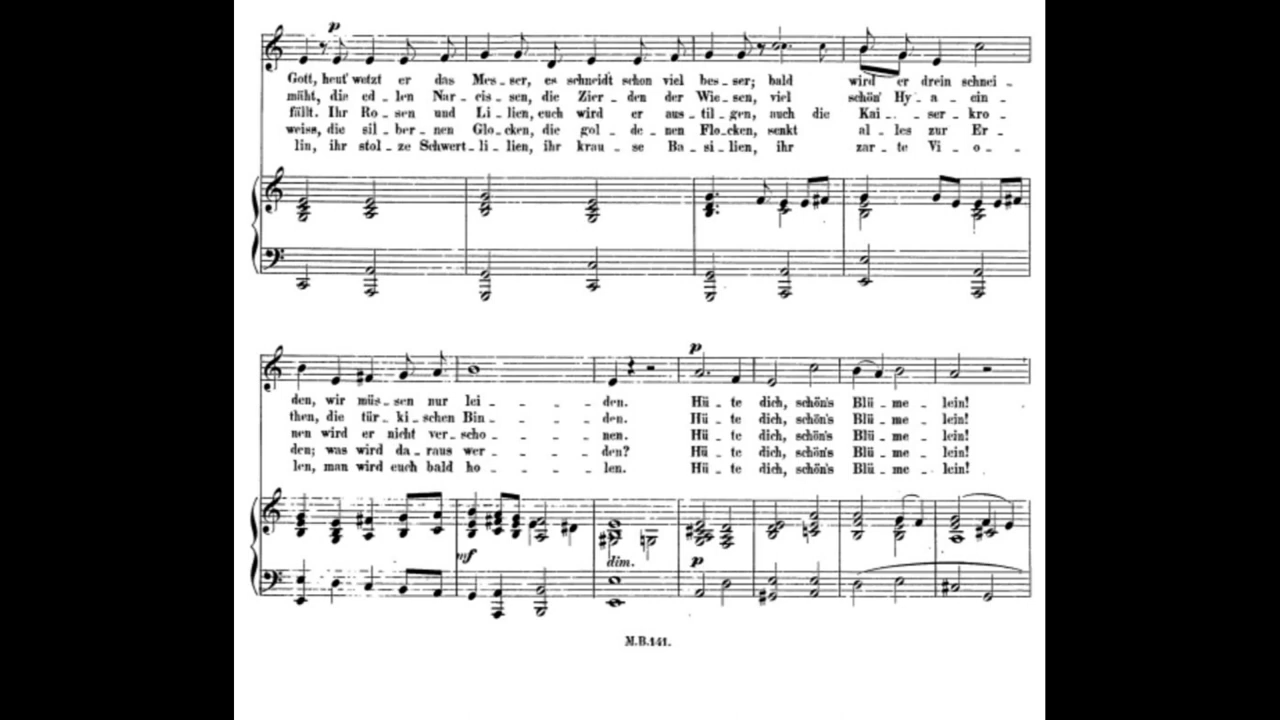 p
Gott, heut' wetzt er das Mes _ ser, es schneidt schon viel bes _ ser; bald wird er drein schnei _
mäht, die ed _ len Nar _ cis _ sen, die Zier _ den der Wie _ sen, viel schön' Hy _ a _ cin _
fällt. Ihr Ro _ sen und Li _ lien, euch wird er aus _ til _ gen, auch die Kai _ ser _ kro _
weiss, die sil _ ber _ nen Glo _ cken, die gol _ de _ nen Flo _ cken, senkt al _ les zur Er _
lin, ihr stol _ ze Schwert _ li _ lien, ihr krau _ se Ba _ si _ lien, ihr zar _ te Vi _ o _
p
den, wir müs _ sen nur lei _ _ _ den. Hü _ te dich, schön's Blü _ me _ lein!
then, die tür _ ki _ schen Bin _ _ _ den. Hü _ te dich, schön's Blü _ me _ lein!
nen wird er nicht ver _ scho _ _ _ nen. Hü _ te dich, schön's Blü _ me _ lein!
den; was wird da _ raus wer _ _ _ den? Hü _ te dich, schön's Blü _ me _ lein!
len, man wird euch bald ho _ _ _ len. Hü _ te dich, schön's Blü _ me _ lein!
mf dim. p
M.B.141.